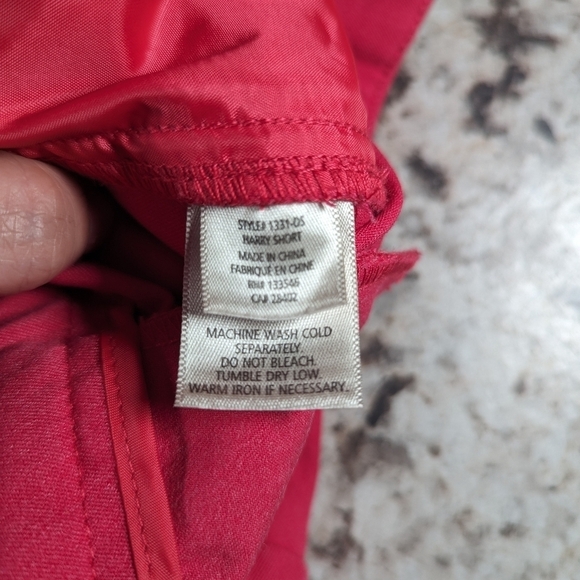 STYLE# 1331-DS
HARRY SHORT
MADE IN CHINA
FABRIQUÉ EN CHINE
RN# 133546
CA# 28402
MACHINE WASH COLD
SEPARATELY.
DO NOT BLEACH.
TUMBLE DRY LOW.
WARM IRON IF NECESSARY.